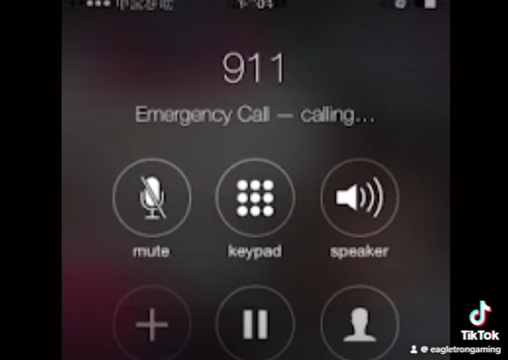 911
Emergency Call — calling...
mute
keypad
speaker
TikTok
@ eagletrongaming